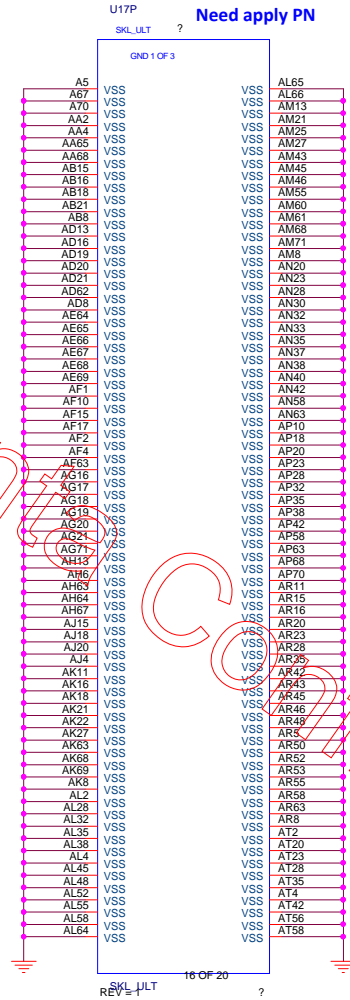 U17P
Need apply PN
SKL_ULT ?
GND 1 OF 3
A5 VSS VSS AL65
A67 VSS VSS AL66
A70 VSS VSS AM13
AA2 VSS VSS AM21
AA4 VSS VSS AM25
AA65 VSS VSS AM27
AA68 VSS VSS AM43
AB15 VSS VSS AM45
AB16 VSS VSS AM46
AB18 VSS VSS AM55
AB21 VSS VSS AM60
AB8 VSS VSS AM61
AD13 VSS VSS AM68
AD16 VSS VSS AM71
AD19 VSS VSS AM8
AD20 VSS VSS AN20
AD21 VSS VSS AN23
AD62 VSS VSS AN28
AD8 VSS VSS AN30
AE64 VSS VSS AN32
AE65 VSS VSS AN33
AE66 VSS VSS AN35
AE67 VSS VSS AN37
AE68 VSS VSS AN38
AE69 VSS VSS AN40
AF1 VSS VSS AN42
AF10 VSS VSS AN58
AF15 VSS VSS AN63
AF17 VSS VSS AP10
AF2 VSS VSS AP18
AF4 VSS VSS AP20
AF63 VSS VSS AP23
AG16 VSS VSS AP28
AG17 VSS VSS AP32
AG18 VSS VSS AP35
AG19 VSS VSS AP38
AG20 VSS VSS AP42
AG21 VSS VSS AP58
AG71 VSS VSS AP63
AH13 VSS VSS AP68
AH6 VSS VSS AP70
AH63 VSS VSS AR11
AH64 VSS VSS AR15
AH67 VSS VSS AR16
AJ15 VSS VSS AR20
AJ18 VSS VSS AR23
AJ20 VSS VSS AR28
AJ4 VSS VSS AR35
AK11 VSS VSS AR42
AK16 VSS VSS AR43
AK18 VSS VSS AR45
AK21 VSS VSS AR46
AK22 VSS VSS AR48
AK27 VSS VSS AR5
AK63 VSS VSS AR50
AK68 VSS VSS AR52
AK69 VSS VSS AR53
AK8 VSS VSS AR55
AL2 VSS VSS AR58
AL28 VSS VSS AR63
AL32 VSS VSS AR8
AL35 VSS VSS AT2
AL38 VSS VSS AT20
AL4 VSS VSS AT23
AL45 VSS VSS AT28
AL48 VSS VSS AT35
AL52 VSS VSS AT4
AL55 VSS VSS AT42
AL58 VSS VSS AT56
AL64 VSS VSS AT58
16 OF 20
SKL_ULT
REV = 1 ?